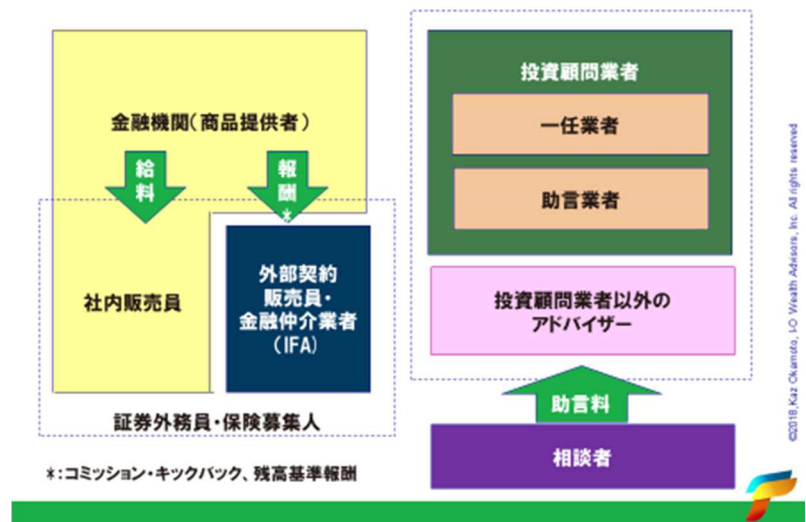 金融機関(商品提供者)
給料
報酬*
社内販売員
外部契約
販売員・
金融仲介業者
(IFA)
証券外務員・保険募集人
*:コミッション・キックバック、残高基準報酬
投資顧問業者
一任業者
助言業者
投資顧問業者以外の
アドバイザー
助言料
相談者
©2018, Kaz Okamoto, I-O Wealth Advisors, Inc. All rights reserved